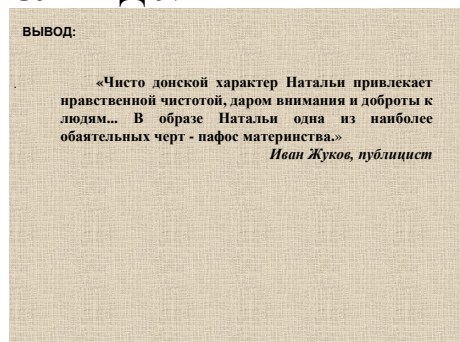 ВЫВОД:
«Чисто донской характер Натальи привлекает
нравственной чистотой, даром внимания и доброты к
людям... В образе Натальи одна из наиболее
обаятельных черт - пафос материнства.»
Иван Жуков, публицист